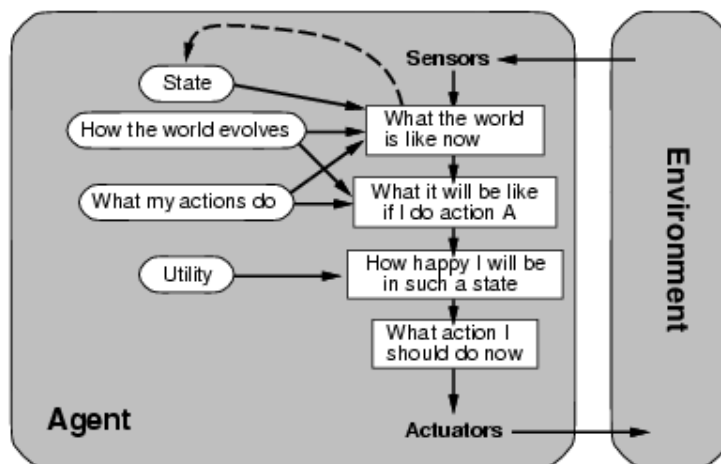 Sensors
State
What the world
is like now
How the world evolves
What my actions do
What it will be like
if I do action A
Utility
How happy I will be
in such a state
What action I
should do now
Agent
Actuators
Environment